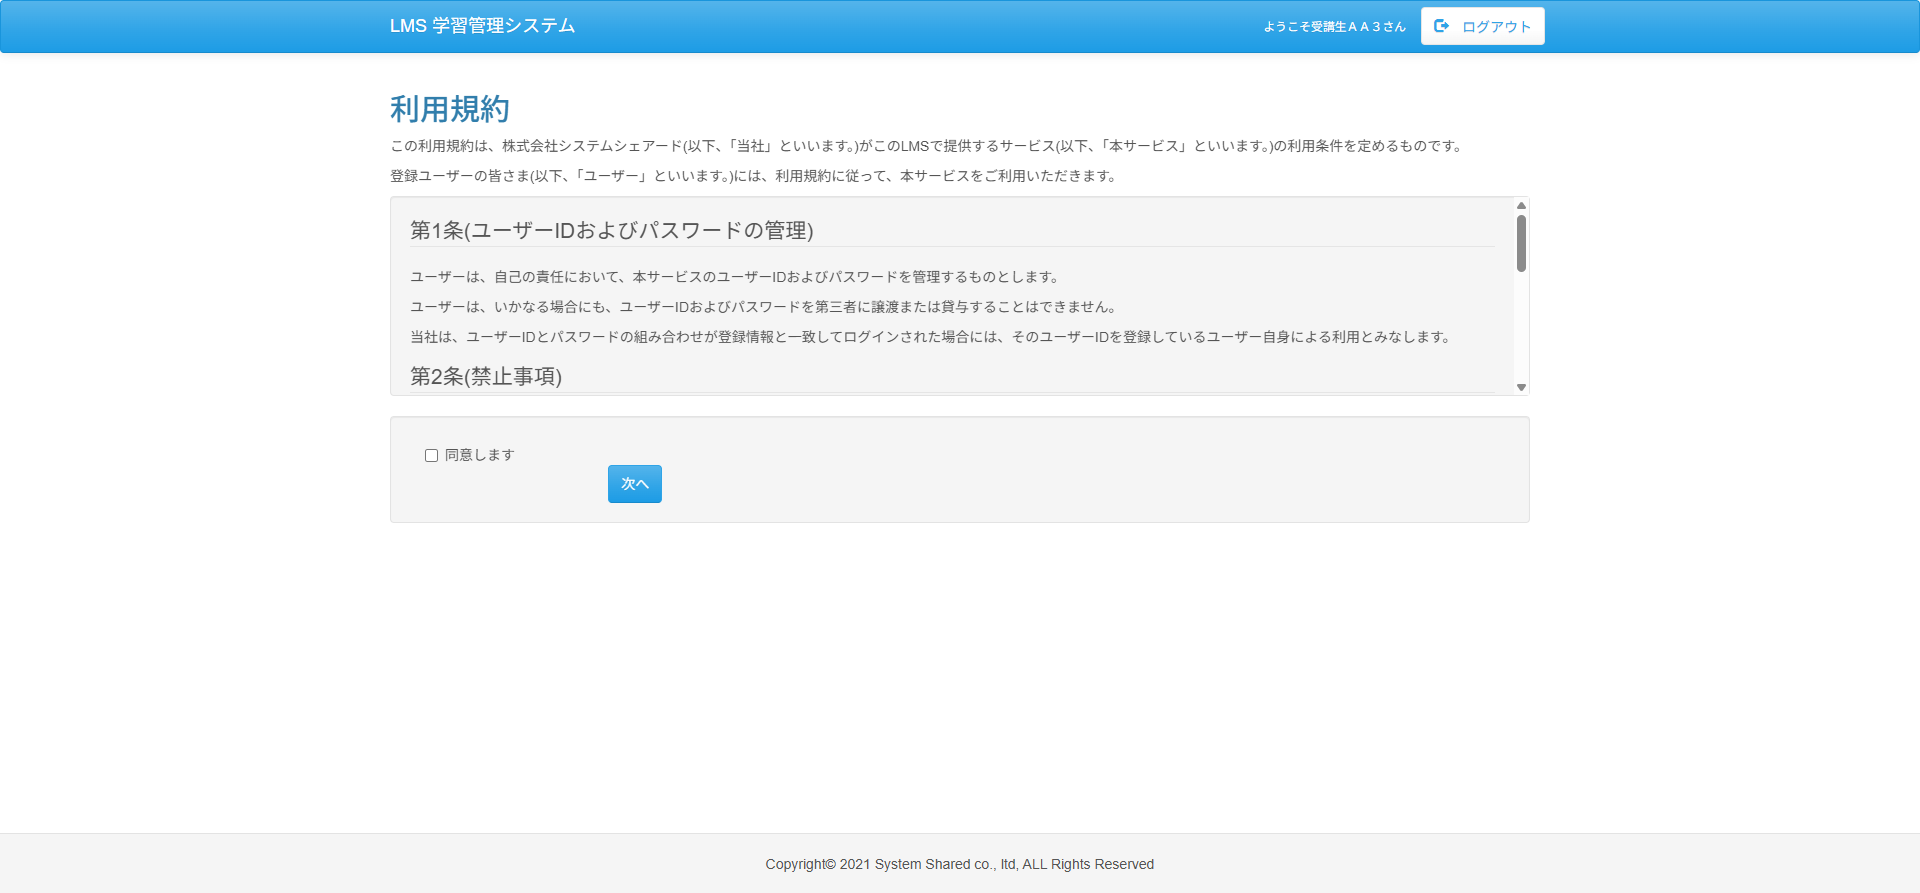 LMS 学習管理システム
ようこそ受講生ＡＡ３さん
ログアウト
利用規約
この利用規約は、株式会社システムシェアード(以下、「当社」といいます。)がこのLMSで提供するサービス(以下、「本サービス」といいます。)の利用条件を定めるものです。
登録ユーザーの皆さま(以下、「ユーザー」といいます。)には、利用規約に従って、本サービスをご利用いただきます。
第1条(ユーザーIDおよびパスワードの管理)
ユーザーは、自己の責任において、本サービスのユーザーIDおよびパスワードを管理するものとします。
ユーザーは、いかなる場合にも、ユーザーIDおよびパスワードを第三者に譲渡または貸与することはできません。
当社は、ユーザーIDとパスワードの組み合わせが登録情報と一致してログインされた場合には、そのユーザーIDを登録しているユーザー自身による利用とみなします。
第2条(禁止事項)
同意します
次へ
Copyright© 2021 System Shared co., ltd, ALL Rights Reserved